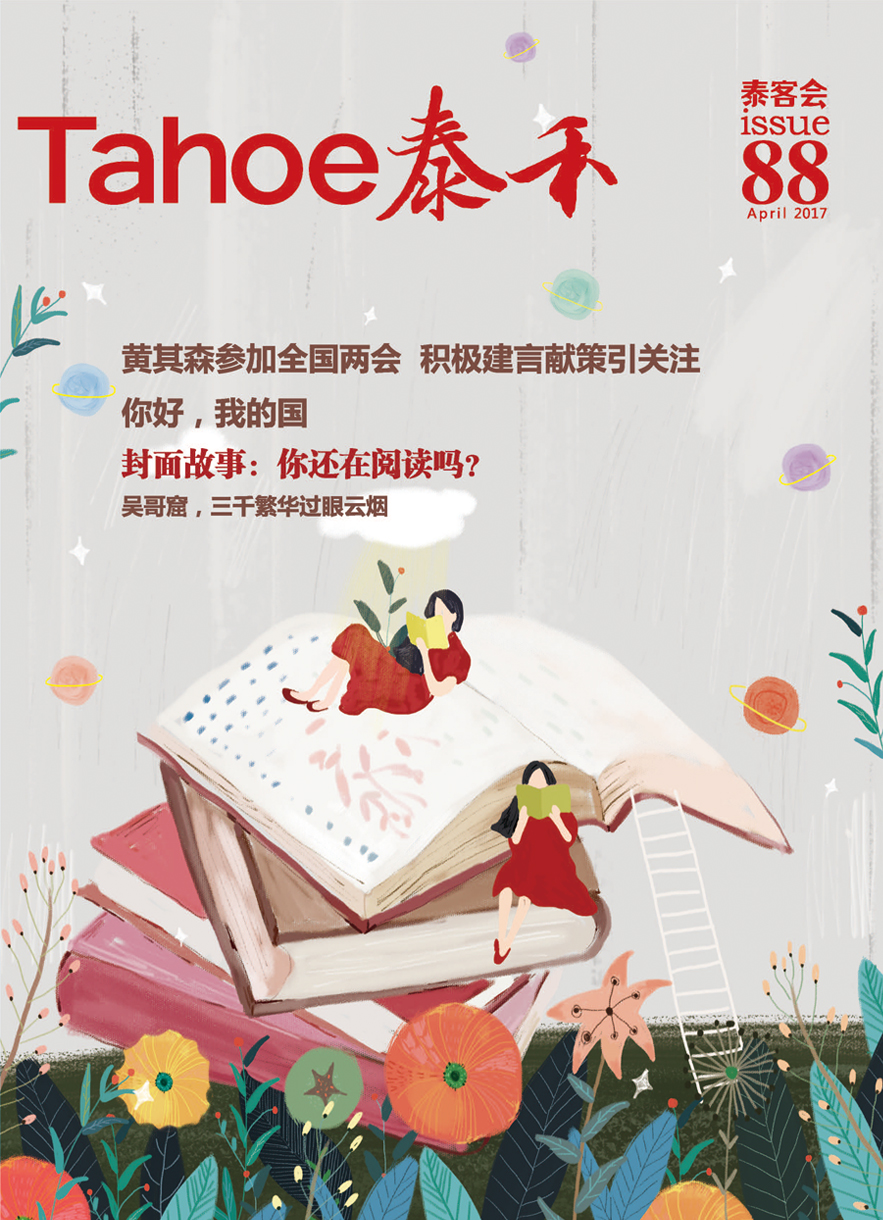 Tahoe泰禾
泰客会
issue
88
April 2017
黄其森参加全国两会 积极建言献策引关注
你好，我的国
封面故事：你还在阅读吗？
吴哥窟，三千繁华过眼云烟